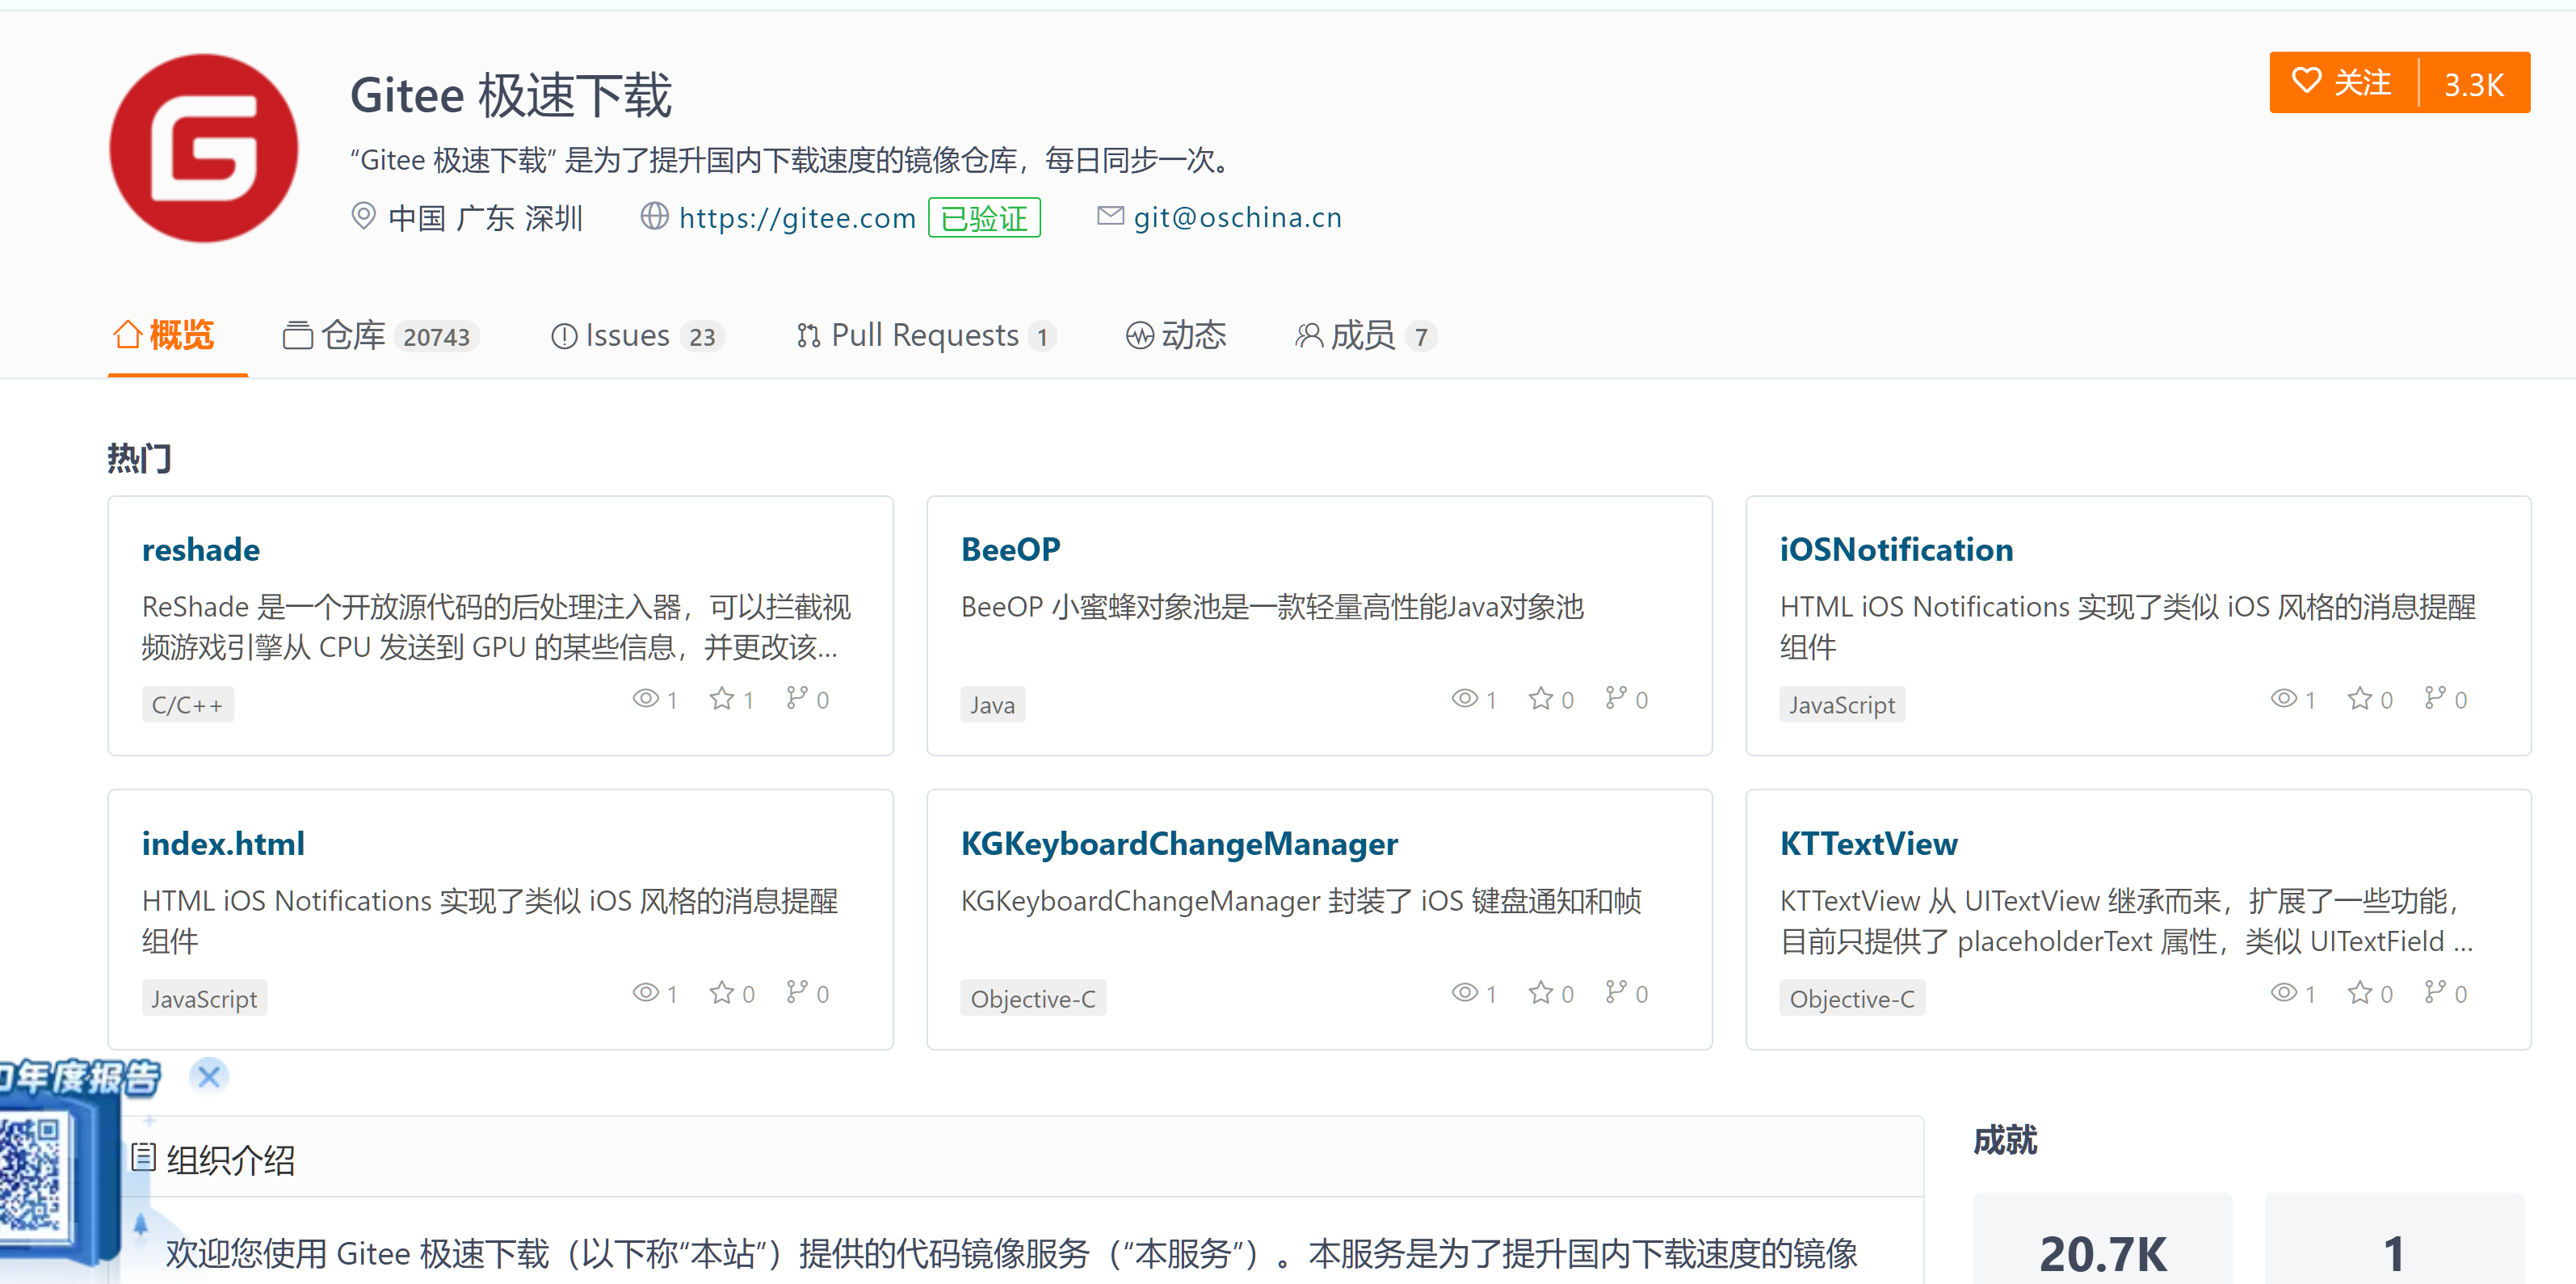 Gitee 极速下载
“Gitee 极速下载” 是为了提升国内下载速度的镜像仓库，每日同步一次。
中国 广东 深圳 https://gitee.com 已验证 git@oschina.cn
关注 3.3K
概览 仓库 20743 Issues 23 Pull Requests 1 动态 成员 7
热门
reshade
ReShade 是一个开放源代码的后处理注入器，可以拦截视
频游戏引擎从 CPU 发送到 GPU 的某些信息，并更改该...
C/C++ 1 1 0
BeeOP
BeeOP 小蜜蜂对象池是一款轻量高性能Java对象池
Java 1 0 0
iOSNotification
HTML iOS Notifications 实现了类似 iOS 风格的消息提醒
组件
JavaScript 1 0 0
index.html
HTML iOS Notifications 实现了类似 iOS 风格的消息提醒
组件
JavaScript 1 0 0
KGKeyboardChangeManager
KGKeyboardChangeManager 封装了 iOS 键盘通知和帧
Objective-C 1 0 0
KTTextView
KTTextView 从 UITextView 继承而来，扩展了一些功能，
目前只提供了 placeholderText 属性，类似 UITextField ...
Objective-C 1 0 0
年度报告
组织介绍
欢迎您使用 Gitee 极速下载（以下称“本站”）提供的代码镜像服务（“本服务”）。本服务是为了提升国内下载速度的镜像
成就
20.7K 1